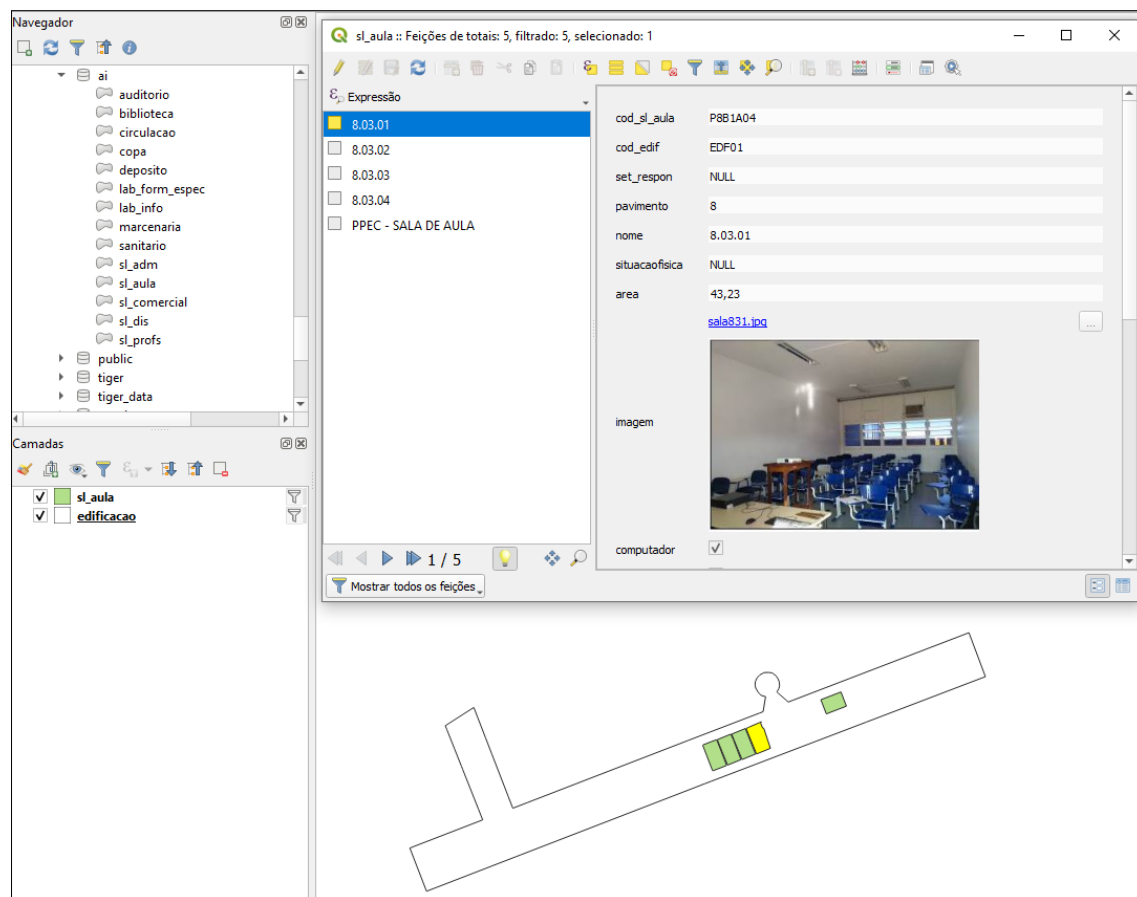 Navegador
ai
auditorio
biblioteca
circulacao
copa
deposito
lab_form_espec
lab_info
marcenaria
sanitario
sl_adm
sl_aula
sl_comercial
sl_dis
sl_profs
public
tiger
tiger_data
Camadas
sl_aula
edificacao
sl_aula :: Feições de totais: 5, filtrado: 5, selecionado: 1
Expressão
8.03.01
8.03.02
8.03.03
8.03.04
PPEC - SALA DE AULA
1 / 5
Mostrar todos os feições
cod_sl_aula P8B1A04
cod_edif EDF01
set_respon NULL
pavimento 8
nome 8.03.01
situacaofisica NULL
area 43,23
sala831.jpg
...
imagem
computador